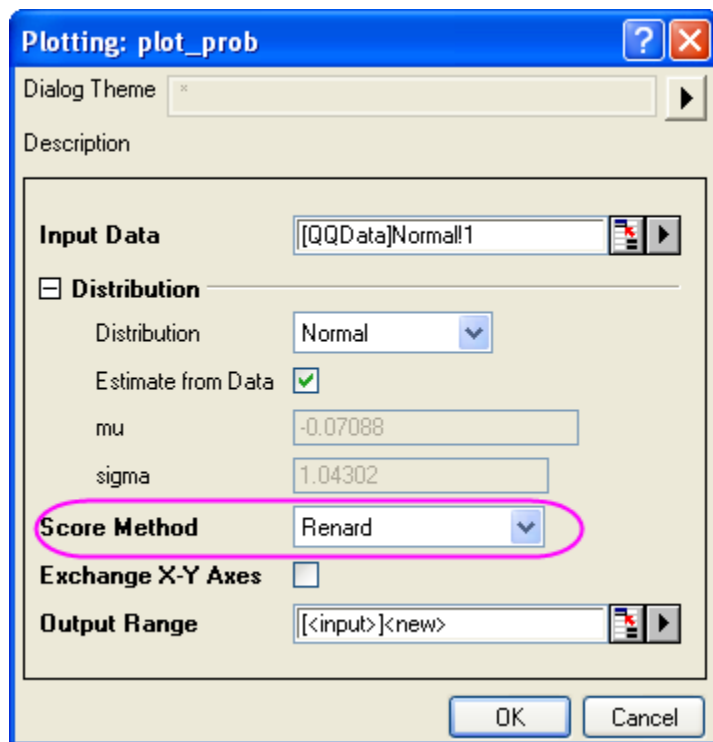 Plotting: plot_prob
Dialog Theme *
Description
Input Data [QQData]Normal!1
Distribution
Distribution Normal
Estimate from Data
mu -0.07088
sigma 1.04302
Score Method Renard
Exchange X-Y Axes
Output Range [<input>]<new>
OK Cancel